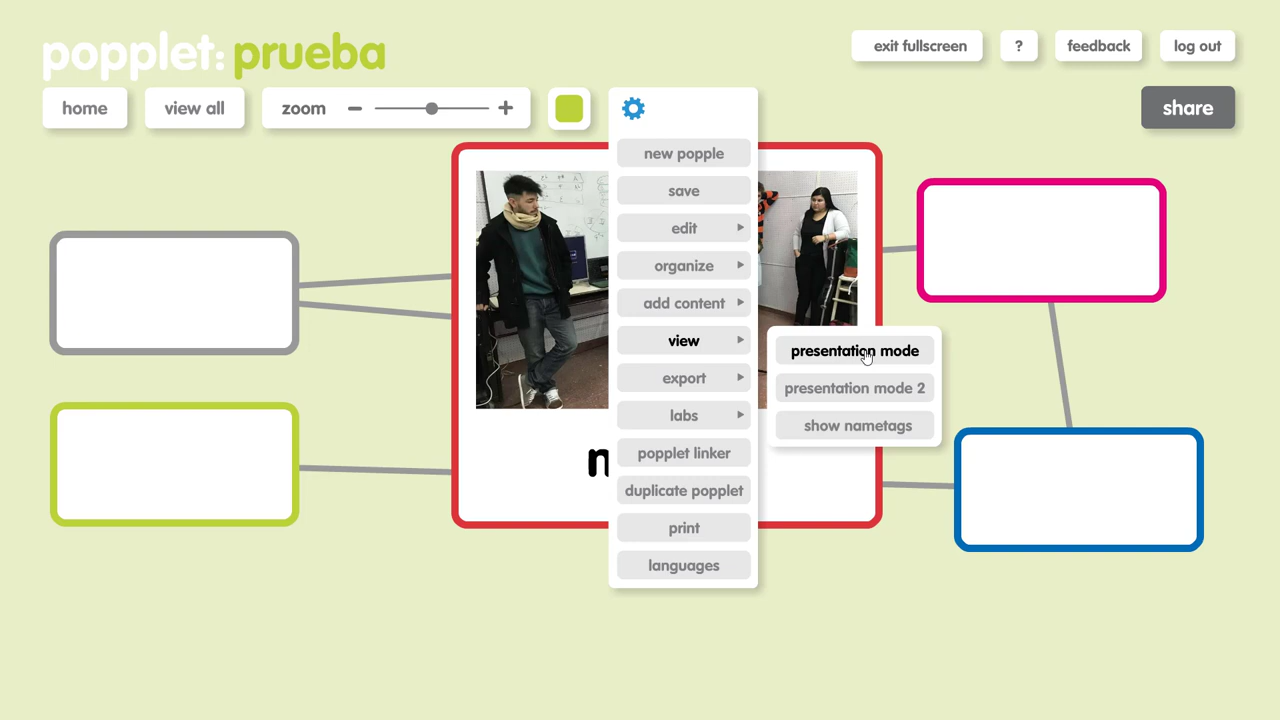 popplet: prueba
exit fullscreen
?
feedback
log out
home
view all
zoom
share
new popple
save
edit
organize
add content
view
export
labs
popplet linker
duplicate popplet
print
languages
presentation mode
presentation mode 2
show nametags